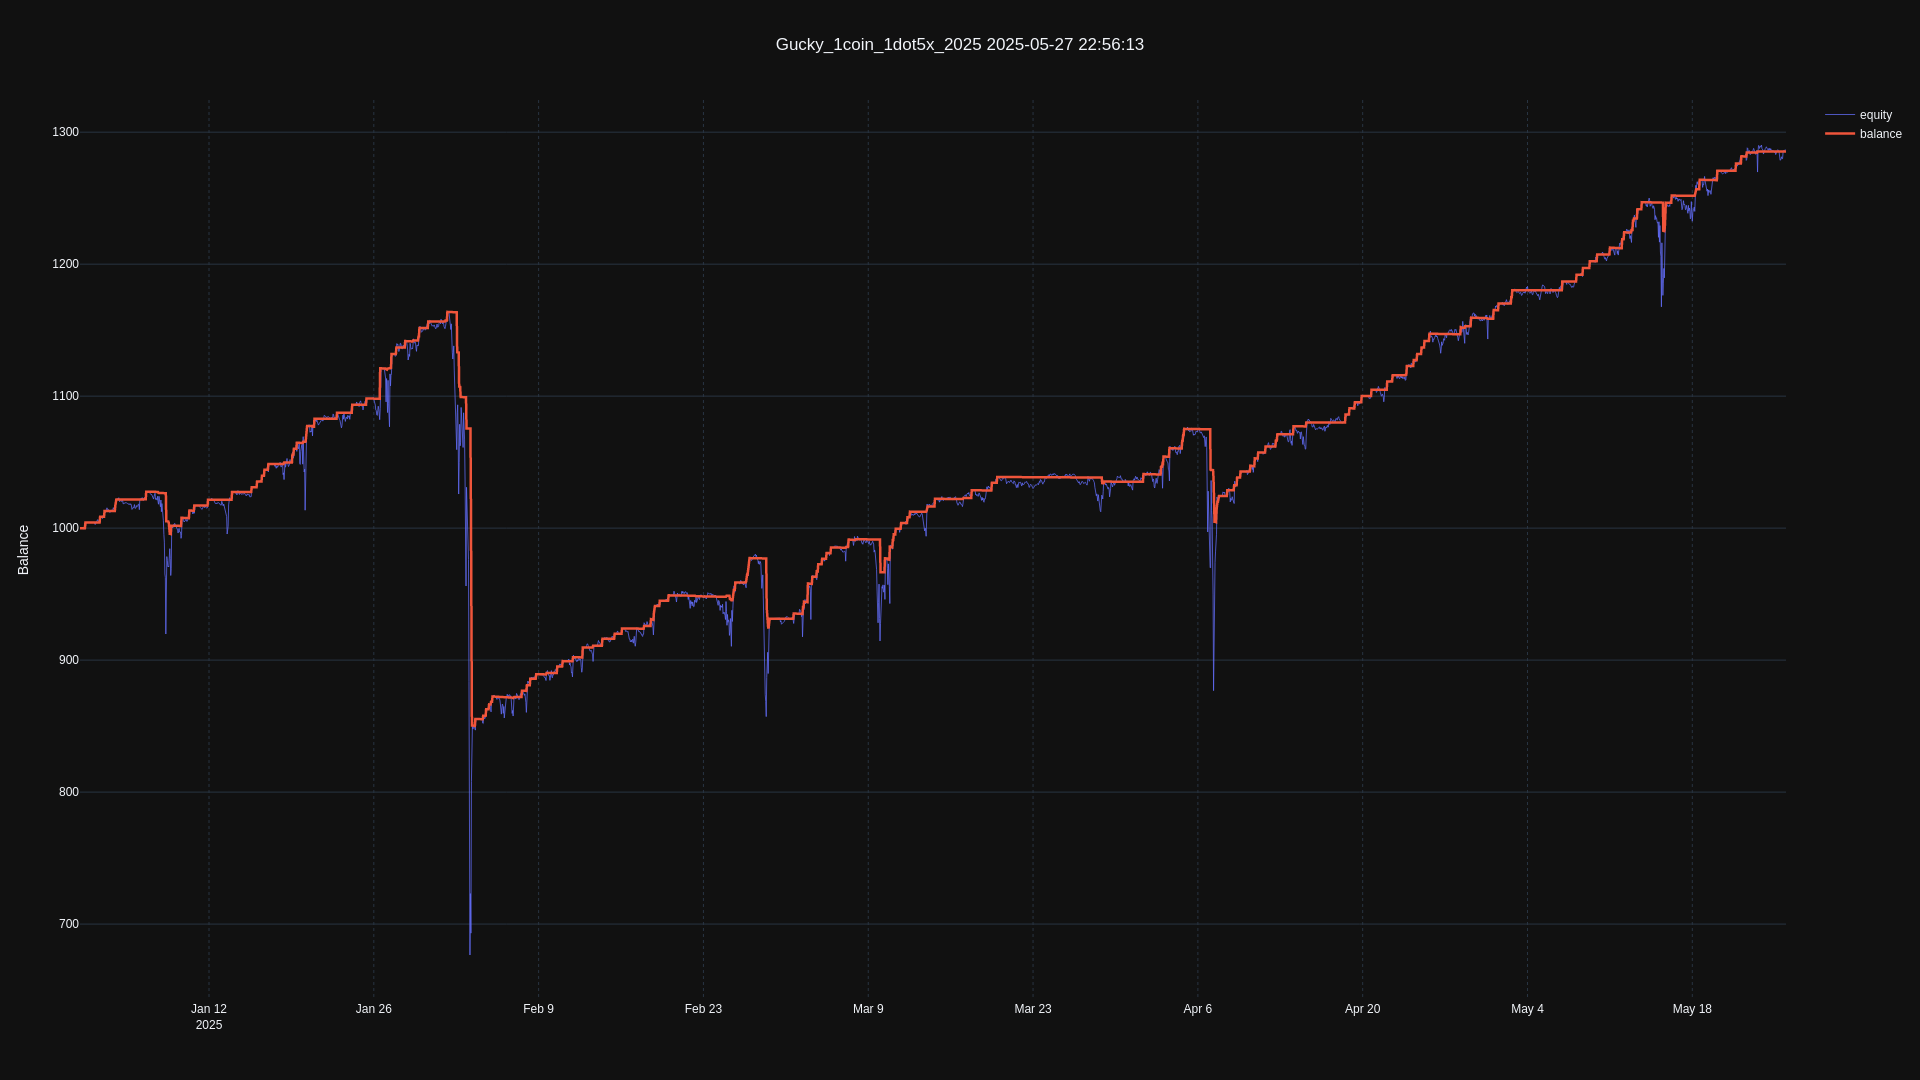 Gucky_1coin_1dot5x_2025 2025-05-27 22:56:13
equity
balance
Balance
1300
1200
1100
1000
900
800
700
Jan 12
2025
Jan 26
Feb 9
Feb 23
Mar 9
Mar 23
Apr 6
Apr 20
May 4
May 18